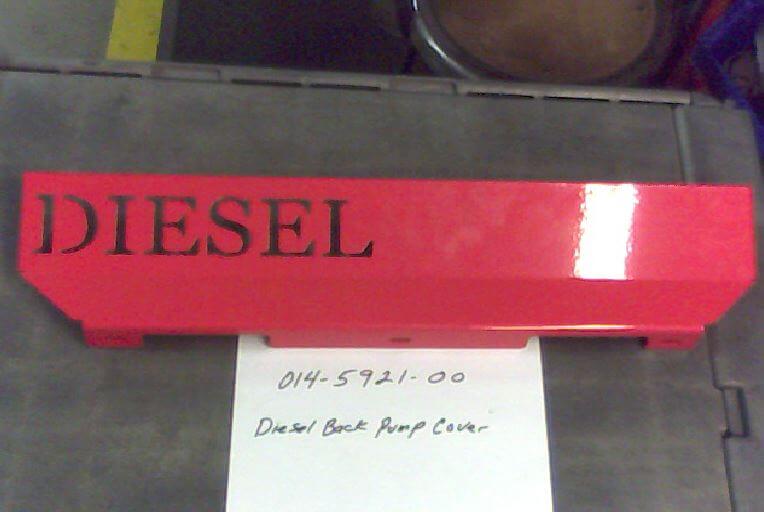 DIESEL
014-5921-00
Diesel Back Pump Cover